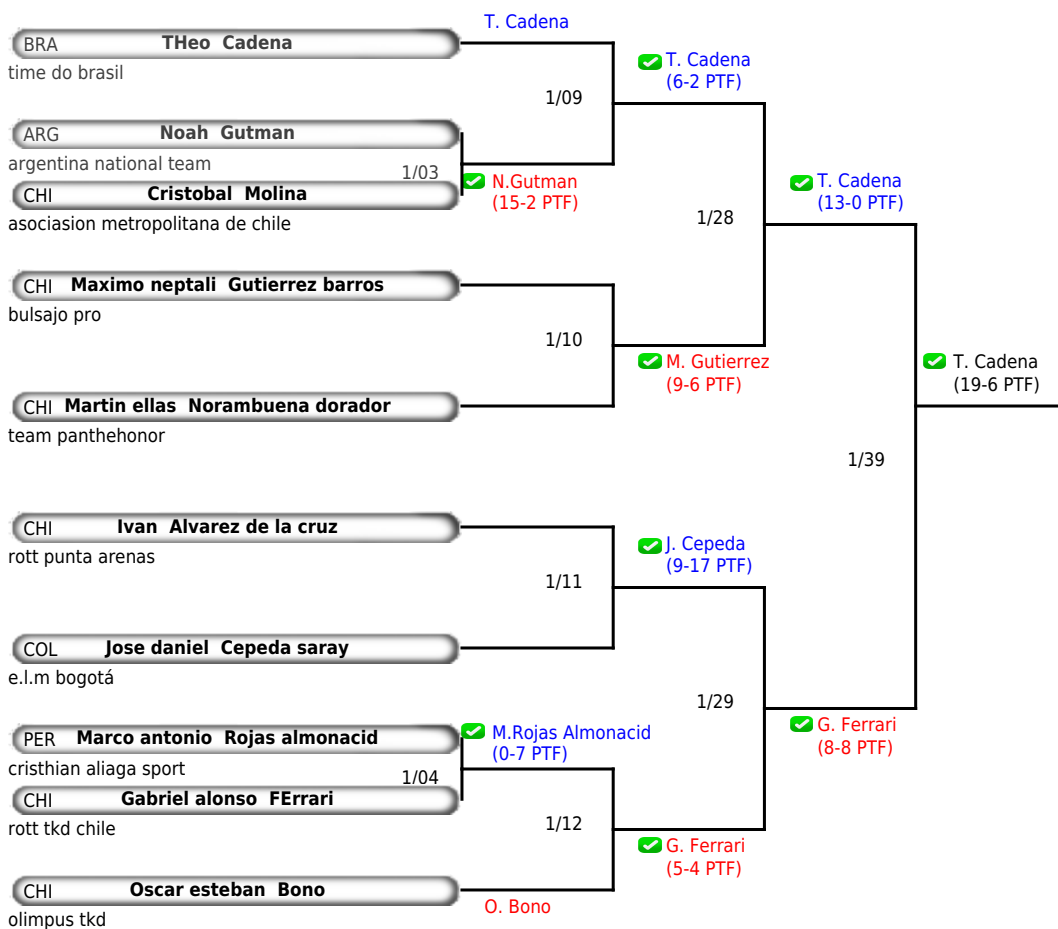 T. Cadena
BRA THeo Cadena
time do brasil
T. Cadena
(6-2 PTF)
1/09
ARG Noah Gutman
argentina national team
1/03
CHI Cristobal Molina
asociasion metropolitana de chile
N.Gutman
(15-2 PTF)
T. Cadena
(13-0 PTF)
1/28
CHI Maximo neptali Gutierrez barros
bulsajo pro
1/10
M. Gutierrez
(9-6 PTF)
T. Cadena
(19-6 PTF)
CHI Martin ellas Norambuena dorador
team panthehonor
1/39
CHI Ivan Alvarez de la cruz
rott punta arenas
J. Cepeda
(9-17 PTF)
1/11
COL Jose daniel Cepeda saray
e.l.m bogotá
1/29
PER Marco antonio Rojas almonacid
cristhian aliaga sport
M.Rojas Almonacid
(0-7 PTF)
G. Ferrari
(8-8 PTF)
1/04
CHI Gabriel alonso FErrari
rott tkd chile
1/12
G. Ferrari
(5-4 PTF)
CHI Oscar esteban Bono
olimpus tkd
O. Bono